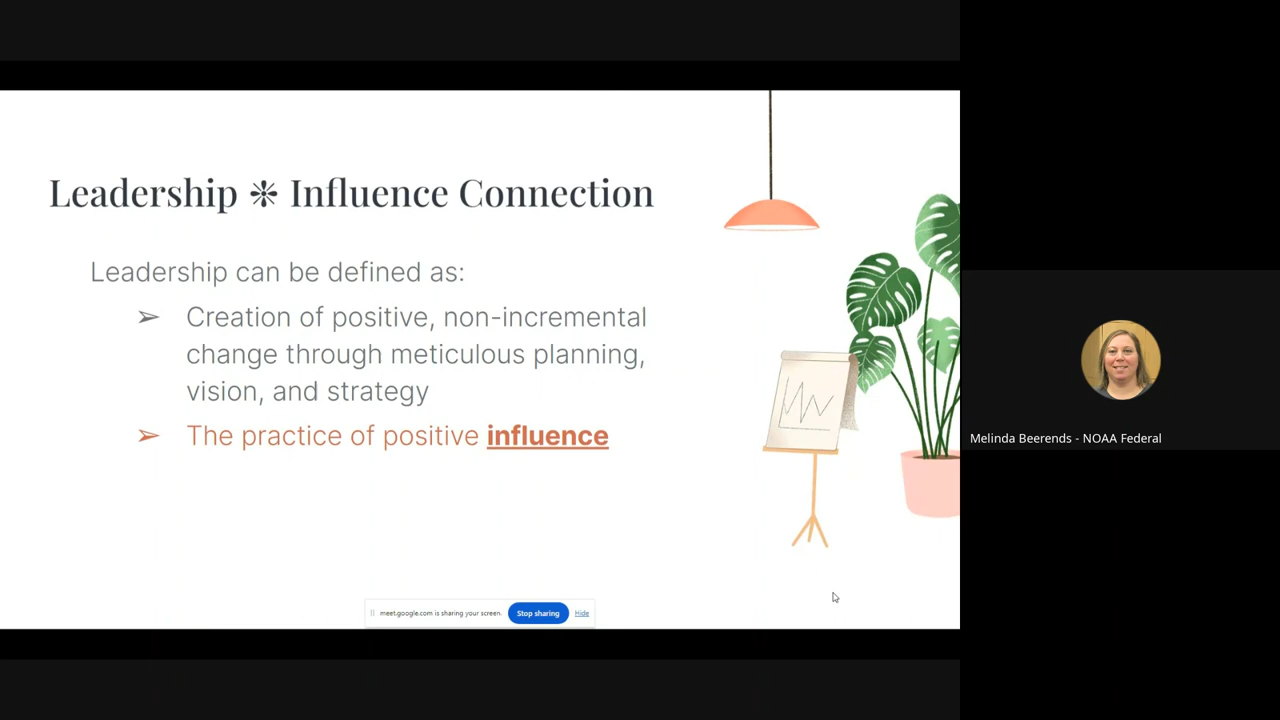 Leadership ❊ Influence Connection
Leadership can be defined as:
➢ Creation of positive, non-incremental
change through meticulous planning,
vision, and strategy
➢ The practice of positive influence
meet.google.com is sharing your screen. Stop sharing Hide
Melinda Beerends - NOAA Federal